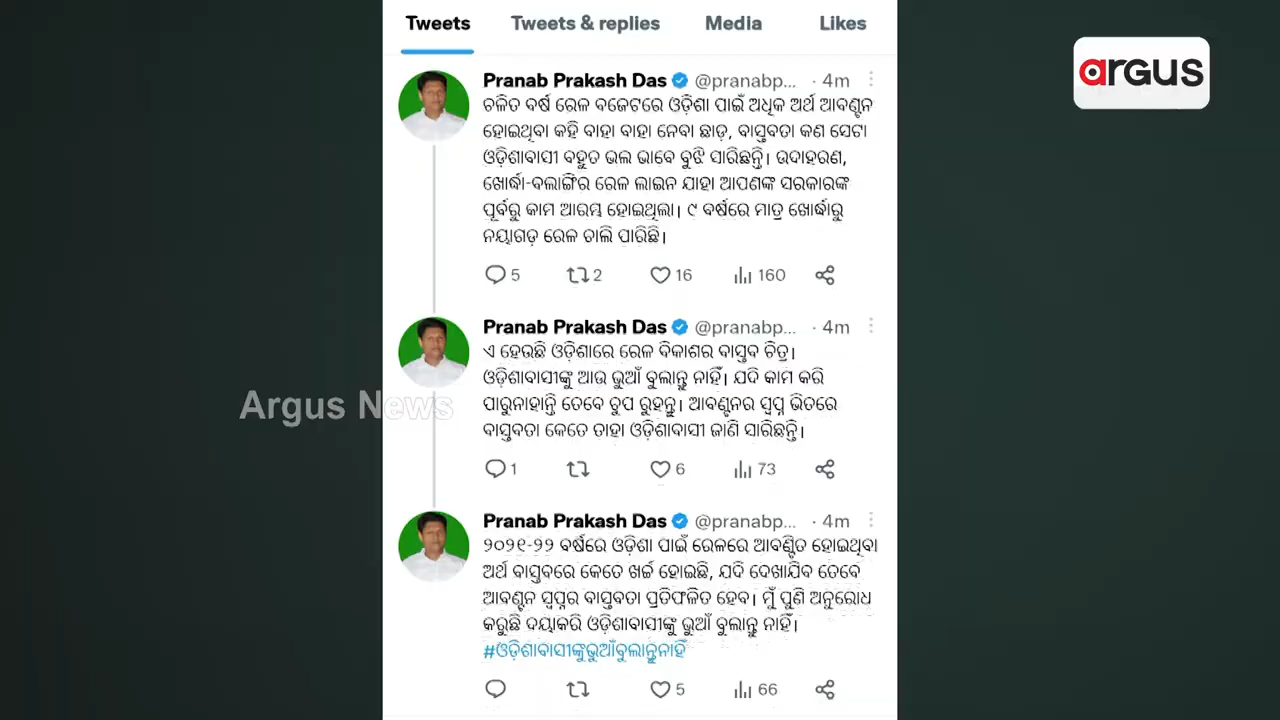 Tweets Tweets & replies Media Likes
argus
Pranab Prakash Das @pranabp... · 4m
ଚଳିତ ବର୍ଷ ରେଳ ବଜେଟରେ ଓଡ଼ିଶା ପାଇଁ ଅଧିକ ଅର୍ଥ ଆବଣ୍ଟନ
ହୋଇଥିବା କହି ବାହା ବାହା ନେବା ଛାଡ଼, ବାସ୍ତବତା କଣ ସେଟା
ଓଡ଼ିଶାବାସୀ ବହୁତ ଭଲ ଭାବେ ବୁଝି ସାରିଛନ୍ତି। ଉଦାହରଣ,
ଖୋର୍ଦ୍ଧା-ବଲାଙ୍ଗିର ରେଳ ଲାଇନ ଯାହା ଆପଣଙ୍କ ସରକାରଙ୍କ
ପୂର୍ବରୁ କାମ ଆରମ୍ଭ ହୋଇଥିଲା। ୯ ବର୍ଷରେ ମାତ୍ର ଖୋର୍ଦ୍ଧାରୁ
ନୟାଗଡ଼ ରେଳ ଚାଲି ପାରିଛି।
5 2 16 160
Pranab Prakash Das @pranabp... · 4m
ଏ ହେଉଛି ଓଡ଼ିଶାରେ ରେଳ ବିକାଶର ବାସ୍ତବ ଚିତ୍ର।
ଓଡ଼ିଶାବାସୀଙ୍କୁ ଆଉ ଭୁଆଁ ବୁଲାନ୍ତୁ ନାହିଁ। ଯଦି କାମ କରି
ପାରୁନାହାନ୍ତି ତେବେ ଚୁପ ରୁହନ୍ତୁ। ଆବଣ୍ଟନର ସ୍ୱପ୍ନ ଭିତରେ
ବାସ୍ତବତା କେତେ ତାହା ଓଡ଼ିଶାବାସୀ ଜାଣି ସାରିଛନ୍ତି।
Argus News
1 6 73
Pranab Prakash Das @pranabp... · 4m
୨୦୨୧-୨୨ ବର୍ଷରେ ଓଡ଼ିଶା ପାଇଁ ରେଳରେ ଆବଣ୍ଟିତ ହୋଇଥିବା
ଅର୍ଥ ବାସ୍ତବରେ କେତେ ଖର୍ଚ୍ଚ ହୋଇଛି, ଯଦି ଦେଖାଯିବ ତେବେ
ଆବଣ୍ଟନ ସ୍ୱପ୍ନର ବାସ୍ତବତା ପ୍ରତିଫଳିତ ହେବ। ମୁଁ ପୁଣି ଅନୁରୋଧ
କରୁଛି ଦୟାକରି ଓଡ଼ିଶାବାସୀଙ୍କୁ ଭୁଆଁ ବୁଲାନ୍ତୁ ନାହିଁ।
#ଓଡ଼ିଶାବାସୀଙ୍କୁଭୁଆଁବୁଲାନ୍ତୁନାହିଁ
5 66